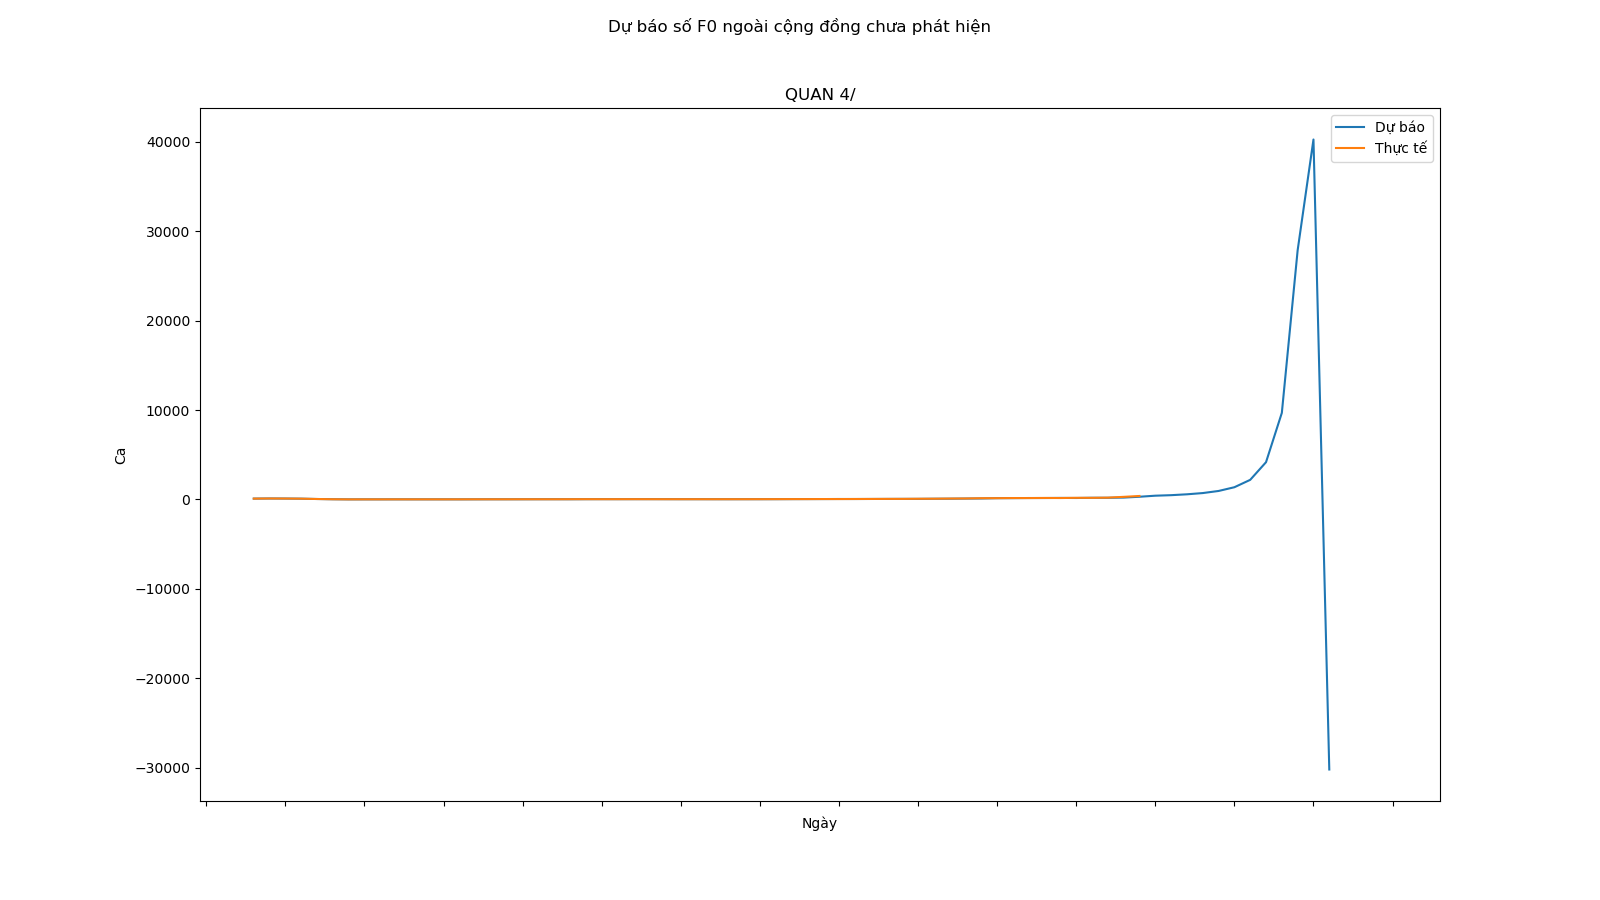 Dự báo số F0 ngoài cộng đồng chưa phát hiện
QUAN 4/
Dự báo
Thực tế
40000
30000
20000
10000
0
−10000
−20000
−30000
Ca
Ngày